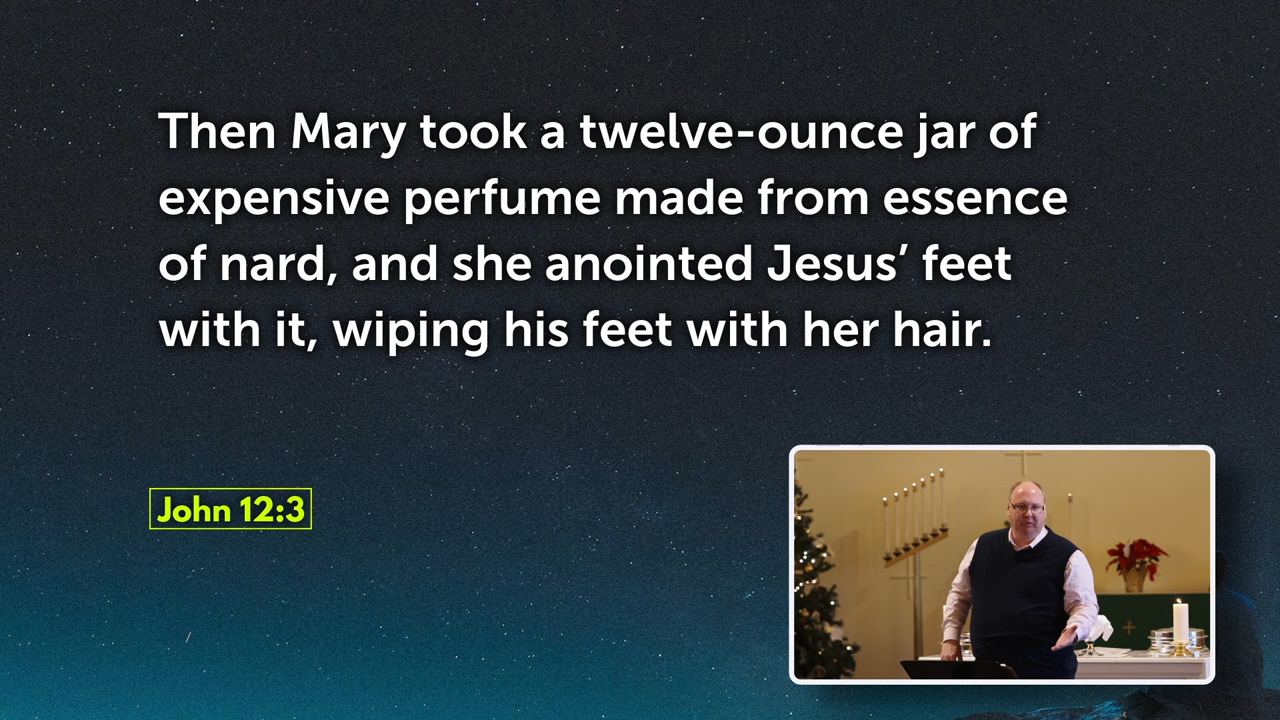 Then Mary took a twelve-ounce jar of
expensive perfume made from essence
of nard, and she anointed Jesus’ feet
with it, wiping his feet with her hair.
John 12:3